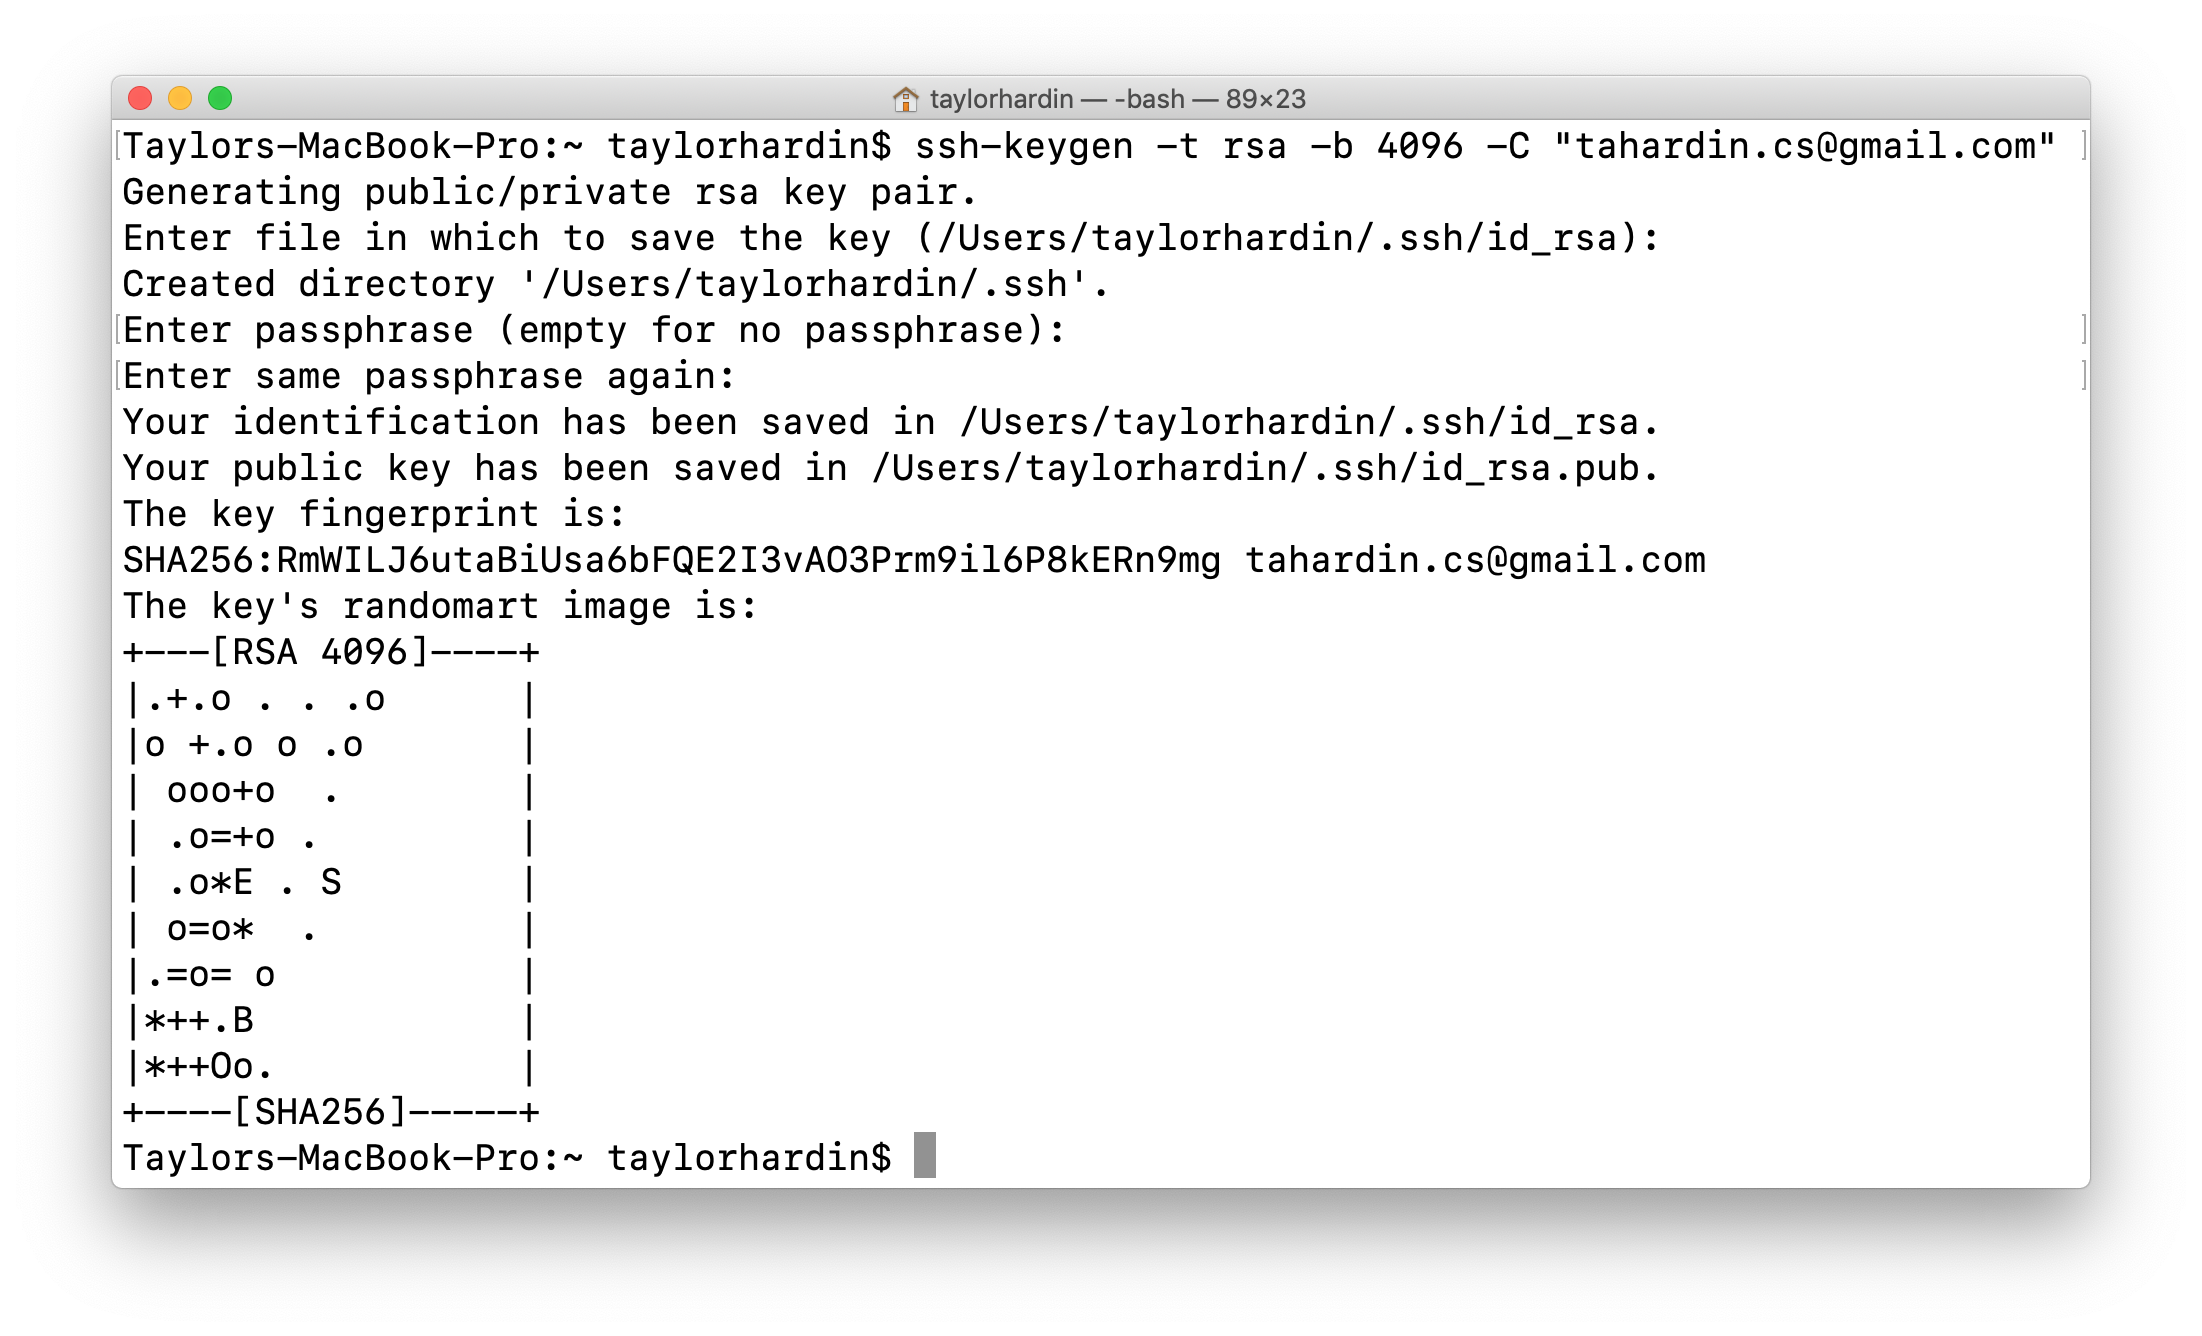 taylorhardin — -bash — 89×23
Taylors-MacBook-Pro:~ taylorhardin$ ssh-keygen -t rsa -b 4096 -C "tahardin.cs@gmail.com"
Generating public/private rsa key pair.
Enter file in which to save the key (/Users/taylorhardin/.ssh/id_rsa):
Created directory '/Users/taylorhardin/.ssh'.
Enter passphrase (empty for no passphrase):
Enter same passphrase again:
Your identification has been saved in /Users/taylorhardin/.ssh/id_rsa.
Your public key has been saved in /Users/taylorhardin/.ssh/id_rsa.pub.
The key fingerprint is:
SHA256:RmWILJ6utaBiUsa6bFQE2I3vAO3Prm9il6P8kERn9mg tahardin.cs@gmail.com
The key's randomart image is:
+---[RSA 4096]----+
|.+.o . . .o      |
|o +.o o .o       |
| ooo+o  .        |
| .o=+o .         |
| .o*E . S        |
| o=o*  .         |
|.=o= o           |
|*++.B            |
|*++Oo.           |
+----[SHA256]-----+
Taylors-MacBook-Pro:~ taylorhardin$